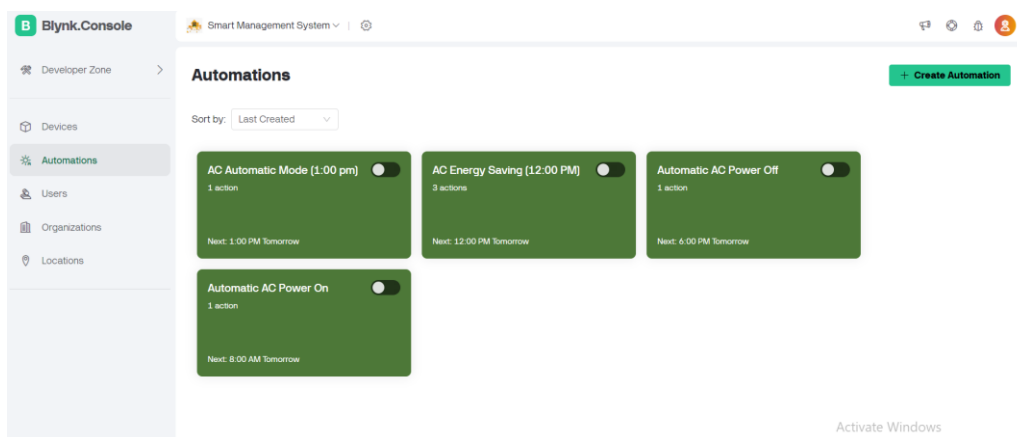 B Blynk.Console
Smart Management System
Developer Zone
Automations
+ Create Automation
Sort by: Last Created
Devices
Automations
Users
Organizations
Locations
AC Automatic Mode (1:00 pm)
1 action
Next: 1:00 PM Tomorrow
AC Energy Saving (12:00 PM)
3 actions
Next: 12:00 PM Tomorrow
Automatic AC Power Off
1 action
Next: 6:00 PM Tomorrow
Automatic AC Power On
1 action
Next: 8:00 AM Tomorrow
Activate Windows